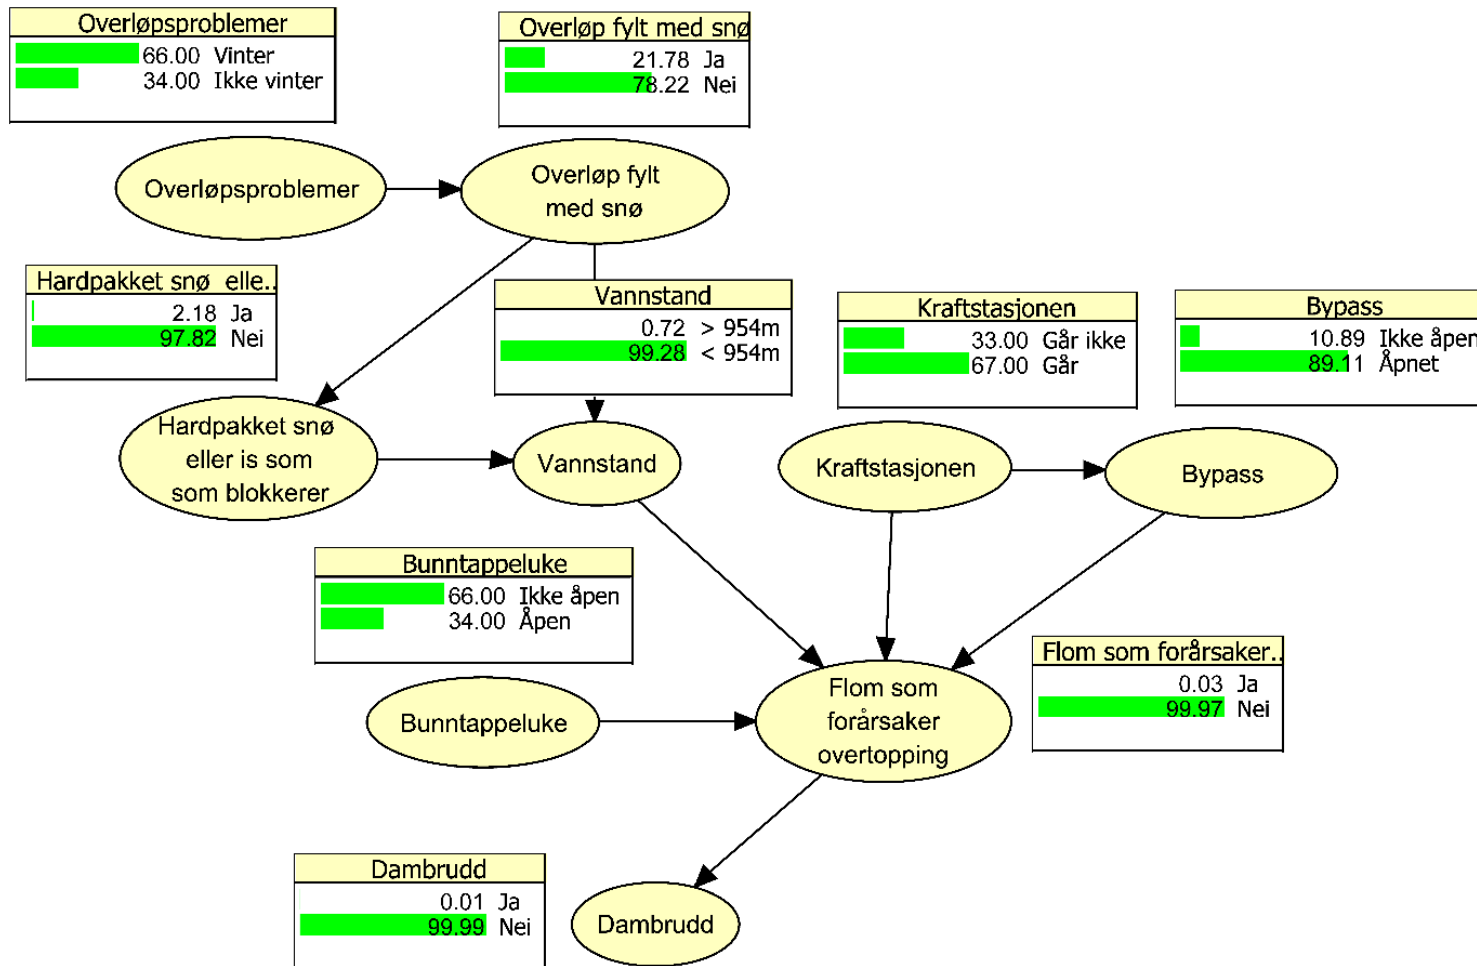 Overløpsproblemer
66.00 Vinter
34.00 Ikke vinter
Overløp fylt med snø
21.78 Ja
78.22 Nei
Overløpsproblemer
Overløp fylt
med snø
Hardpakket snø elle..
2.18 Ja
97.82 Nei
Vannstand
0.72 > 954m
99.28 < 954m
Kraftstasjonen
33.00 Går ikke
67.00 Går
Bypass
10.89 Ikke åpen
89.11 Åpnet
Hardpakket snø
eller is som
som blokkerer
Vannstand
Kraftstasjonen
Bypass
Bunntappeluke
66.00 Ikke åpen
34.00 Åpen
Bunntappeluke
Flom som
forårsaker
overtopping
Flom som forårsaker..
0.03 Ja
99.97 Nei
Dambrudd
0.01 Ja
99.99 Nei
Dambrudd